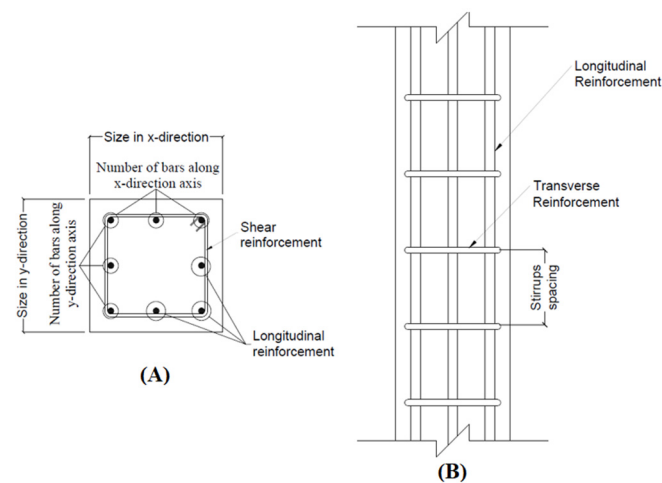 Size in x-direction
Number of bars along
x-direction axis
Size in y-direction
Number of bars along
y-direction axis
Shear
reinforcement
Longitudinal
reinforcement
(A)
Longitudinal
Reinforcement
Transverse
Reinforcement
Stirrups
spacing
(B)